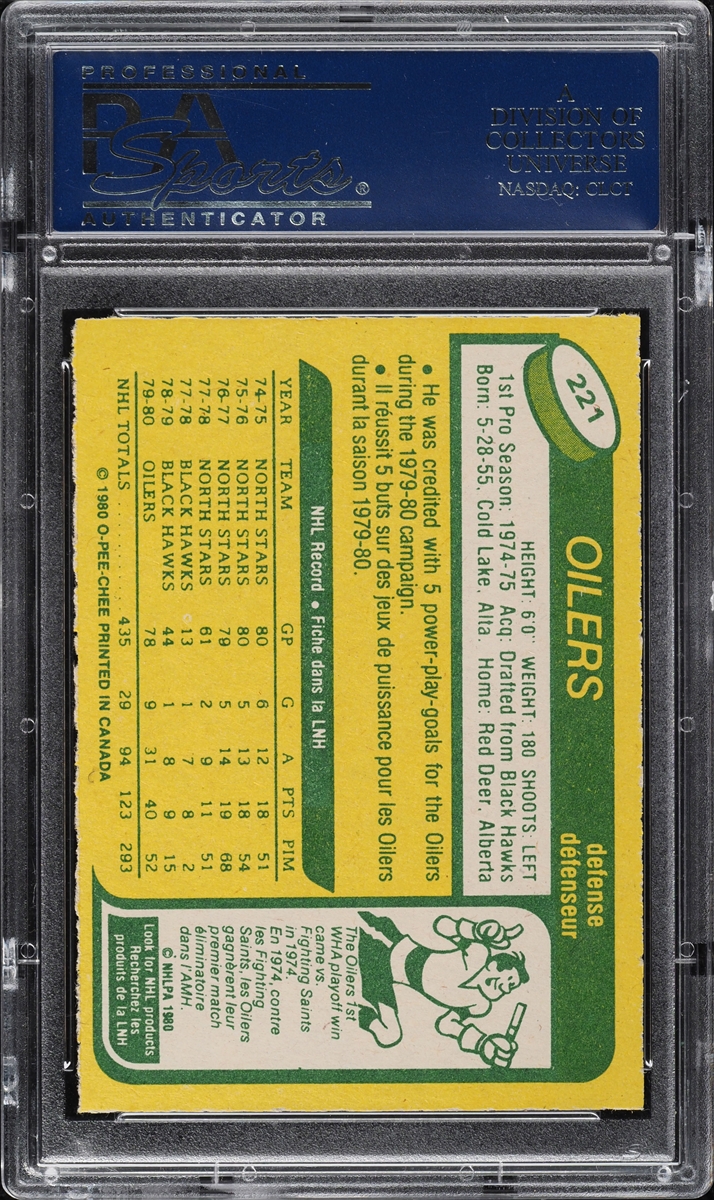 PROFESSIONAL
PSA
Sports®
AUTHENTICATOR
A
DIVISION OF
COLLECTORS
UNIVERSE
NASDAQ: CLCT
221
OILERS
defense
défenseur
HEIGHT: 6'0" WEIGHT: 180 SHOOTS: LEFT
1st Pro Season: 1974-75 Acq: Drafted from Black Hawks
Born: 5-28-55, Cold Lake, Alta. Home: Red Deer, Alberta
• He was credited with 5 power-play-goals for the Oilers
during the 1979-80 campaign.
• Il réussit 5 buts sur des jeux de puissance pour les Oilers
durant la saison 1979-80.
NHL Record • Fiche dans la LNH
YEAR TEAM GP G A PTS PIM
74-75 NORTH STARS 80 6 12 18 51
75-76 NORTH STARS 80 5 13 18 54
76-77 NORTH STARS 79 5 14 19 68
77-78 NORTH STARS 61 2 9 11 51
77-78 BLACK HAWKS 13 1 7 8 2
78-79 BLACK HAWKS 44 1 8 9 15
79-80 OILERS 78 9 31 40 52
NHL TOTALS . . . . . . . . 435 29 94 123 293
© 1980 O-PEE-CHEE PRINTED IN CANADA
The Oilers 1st
WHA playoff win
came vs.
Fighting Saints
in 1974.
En 1974, contre
les Fighting
Saints, les Oilers
gagnèrent leur
premier match
éliminatoire
dans l'AMH.
© NHLPA 1980
Look for NHL products
Recherchez les
produits de la LNH